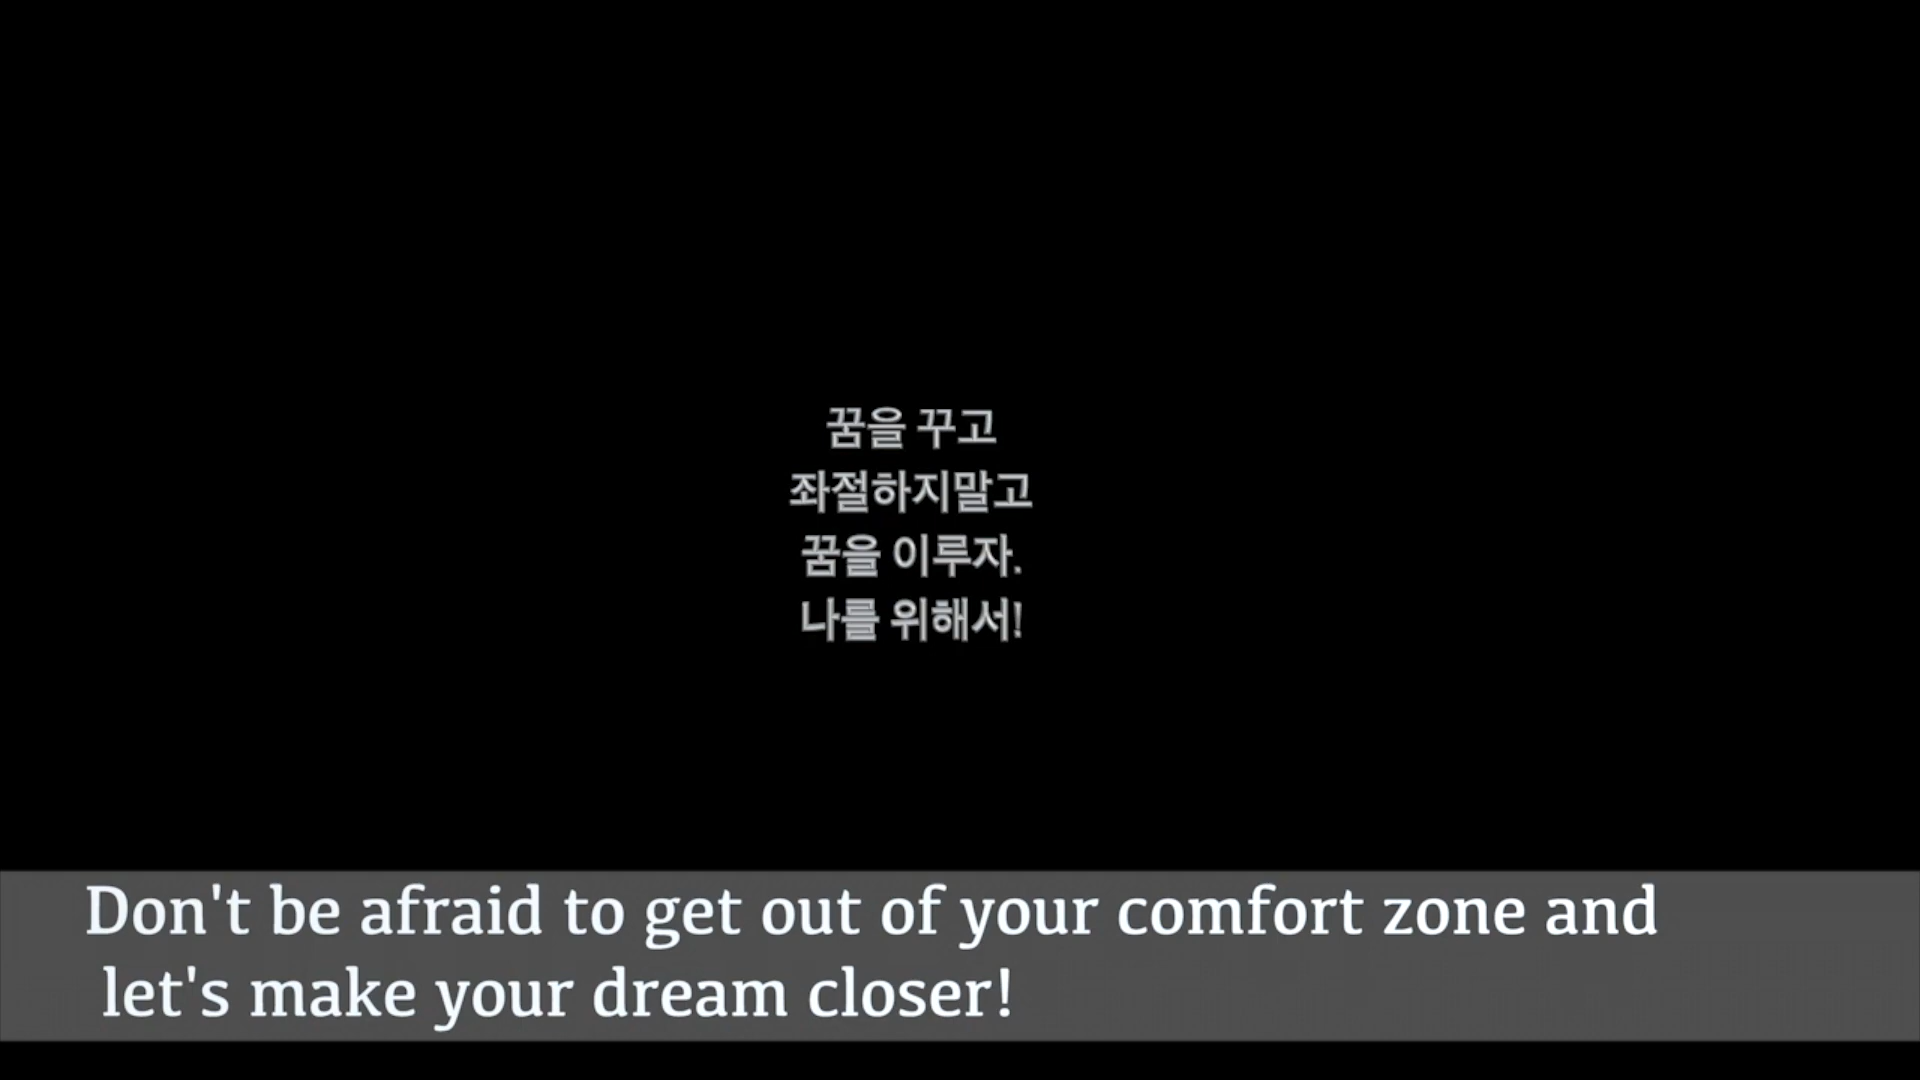 꿈을 꾸고
좌절하지말고
꿈을 이루자.
나를 위해서!
Don't be afraid to get out of your comfort zone and
let's make your dream closer!